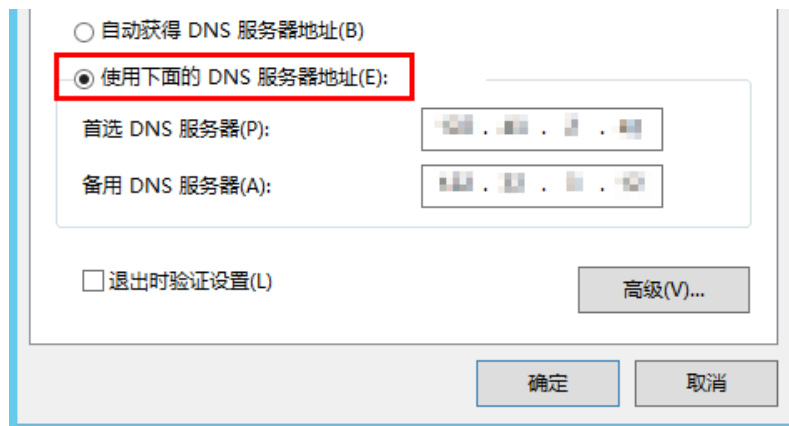 自动获得 DNS 服务器地址(B)
使用下面的 DNS 服务器地址(E):
首选 DNS 服务器(P):
备用 DNS 服务器(A):
退出时验证设置(L)
高级(V)...
确定
取消